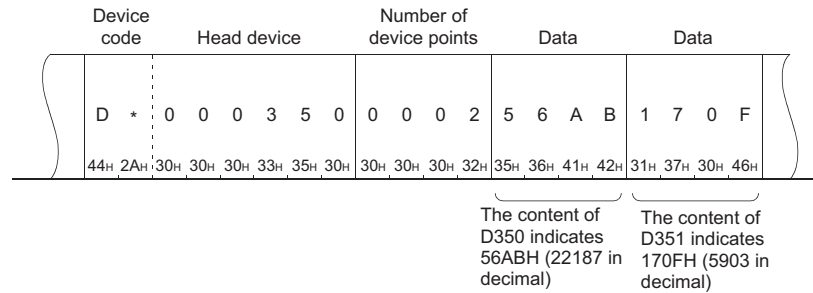 Device code
Head device
Number of device points
Data
Data
D * 0 0 0 3 5 0 0 0 0 2 5 6 A B 1 7 0 F
44H 2AH 30H 30H 30H 33H 35H 30H 30H 30H 30H 32H 35H 36H 41H 42H 31H 37H 30H 46H
The content of
D350 indicates
56ABH (22187 in
decimal)
The content of
D351 indicates
170FH (5903 in
decimal)